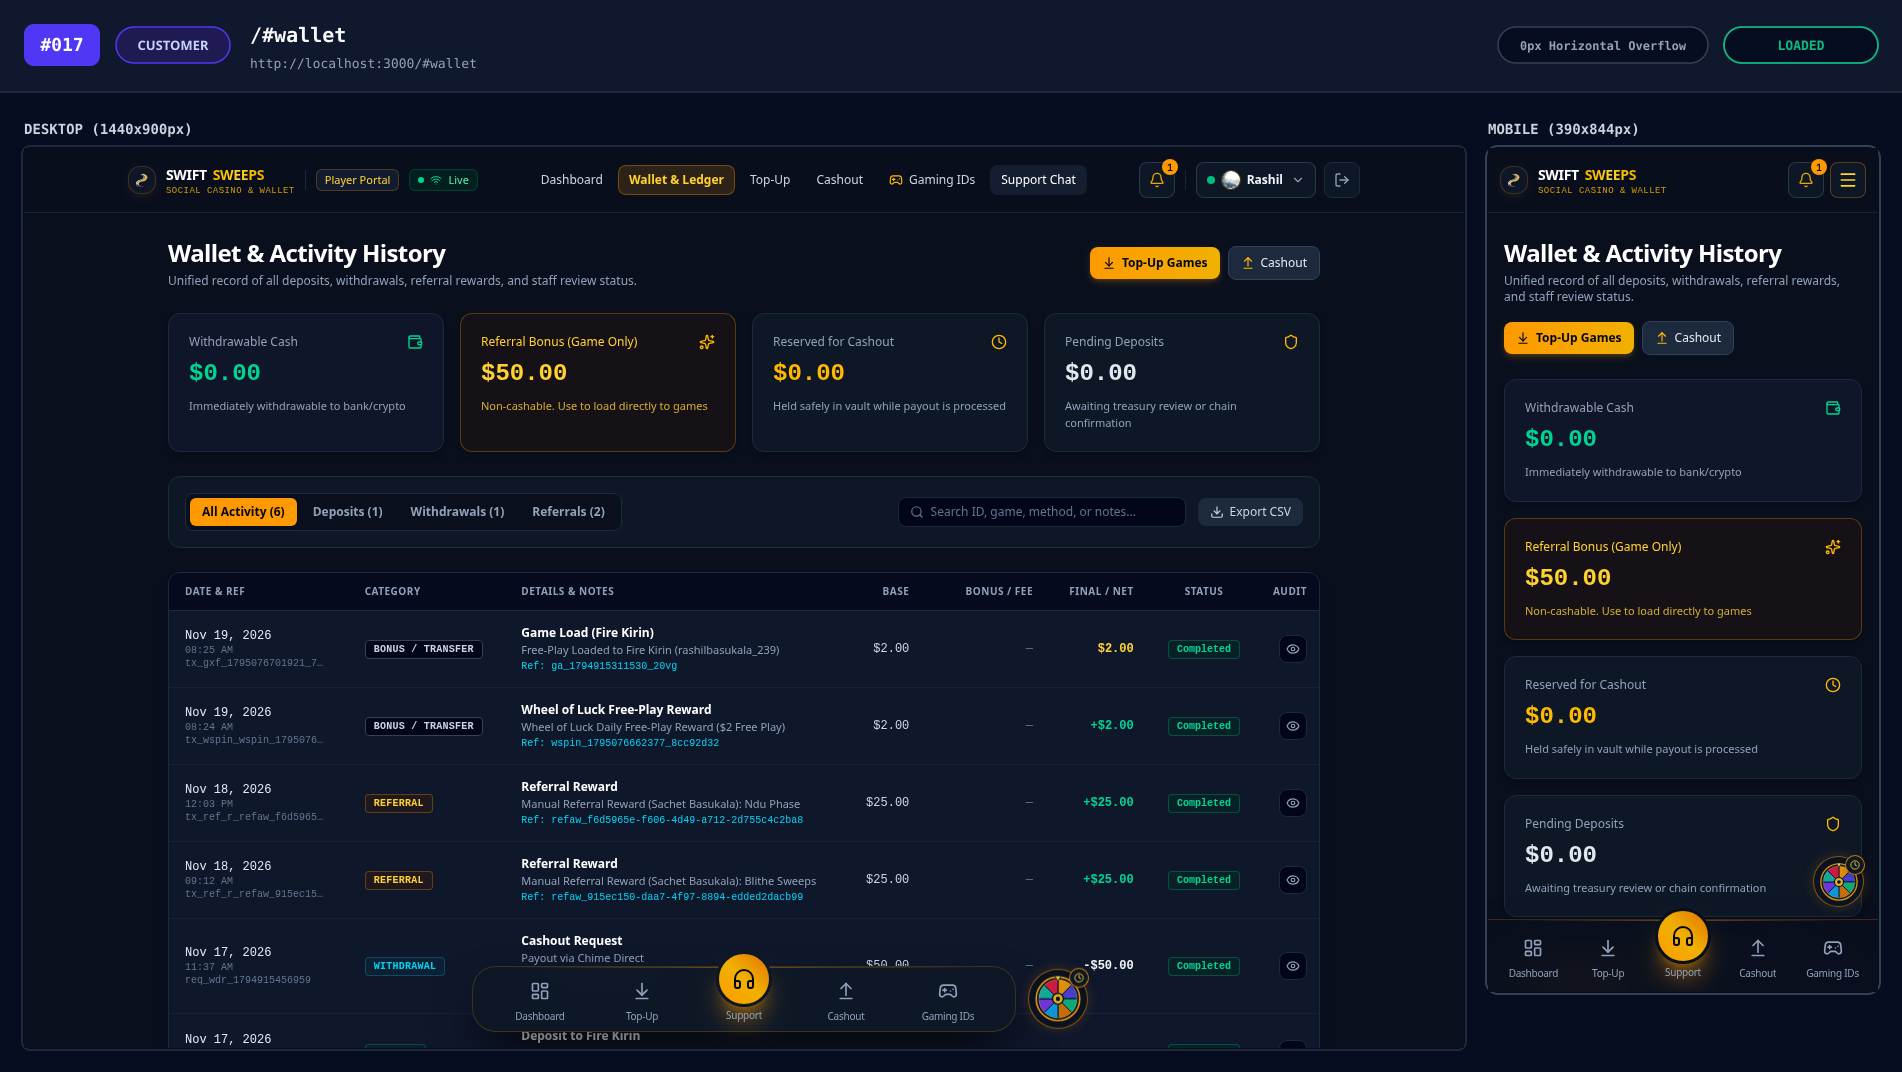 #017
CUSTOMER
/#wallet
http://localhost:3000/#wallet
0px Horizontal Overflow
LOADED
DESKTOP (1440x900px)
SWIFT SWEEPS
SOCIAL CASINO & WALLET
Player Portal
Live
Dashboard
Wallet & Ledger
Top-Up
Cashout
Gaming IDs
Support Chat
1
Rashil
Wallet & Activity History
Unified record of all deposits, withdrawals, referral rewards, and staff review status.
Top-Up Games
Cashout
Withdrawable Cash
$0.00
Immediately withdrawable to bank/crypto
Referral Bonus (Game Only)
$50.00
Non-cashable. Use to load directly to games
Reserved for Cashout
$0.00
Held safely in vault while payout is processed
Pending Deposits
$0.00
Awaiting treasury review or chain
confirmation
All Activity (6)
Deposits (1)
Withdrawals (1)
Referrals (2)
Search ID, game, method, or notes...
Export CSV
DATE & REF CATEGORY DETAILS & NOTES BASE BONUS / FEE FINAL / NET STATUS AUDIT
Nov 19, 2026
08:25 AM
tx_gxf_1795076701921_7…
BONUS / TRANSFER
Game Load (Fire Kirin)
Free-Play Loaded to Fire Kirin (rashilbasukala_239)
Ref: ga_1794915311530_20vg
$2.00 — $2.00 Completed
Nov 19, 2026
08:24 AM
tx_wspin_wspin_1795076…
BONUS / TRANSFER
Wheel of Luck Free-Play Reward
Wheel of Luck Daily Free-Play Reward ($2 Free Play)
Ref: wspin_1795076662377_8cc92d32
$2.00 — +$2.00 Completed
Nov 18, 2026
12:03 PM
tx_ref_r_refaw_f6d5965…
REFERRAL
Referral Reward
Manual Referral Reward (Sachet Basukala): Ndu Phase
Ref: refaw_f6d5965e-f606-4d49-a712-2d755c4c2ba8
$25.00 — +$25.00 Completed
Nov 18, 2026
09:12 AM
tx_ref_r_refaw_915ec15…
REFERRAL
Referral Reward
Manual Referral Reward (Sachet Basukala): Blithe Sweeps
Ref: refaw_915ec150-daa7-4f97-8894-edded2dacb99
$25.00 — +$25.00 Completed
Nov 17, 2026
11:37 AM
req_wdr_1794915456959
WITHDRAWAL
Cashout Request
Payout via Chime Direct
$50.00 — -$50.00 Completed
Nov 17, 2026
Deposit to Fire Kirin
Dashboard
Top-Up
Support
Cashout
Gaming IDs
MOBILE (390x844px)
SWIFT SWEEPS
SOCIAL CASINO & WALLET
1
Wallet & Activity History
Unified record of all deposits, withdrawals, referral rewards,
and staff review status.
Top-Up Games
Cashout
Withdrawable Cash
$0.00
Immediately withdrawable to bank/crypto
Referral Bonus (Game Only)
$50.00
Non-cashable. Use to load directly to games
Reserved for Cashout
$0.00
Held safely in vault while payout is processed
Pending Deposits
$0.00
Awaiting treasury review or chain confirmation
Dashboard
Top-Up
Support
Cashout
Gaming IDs